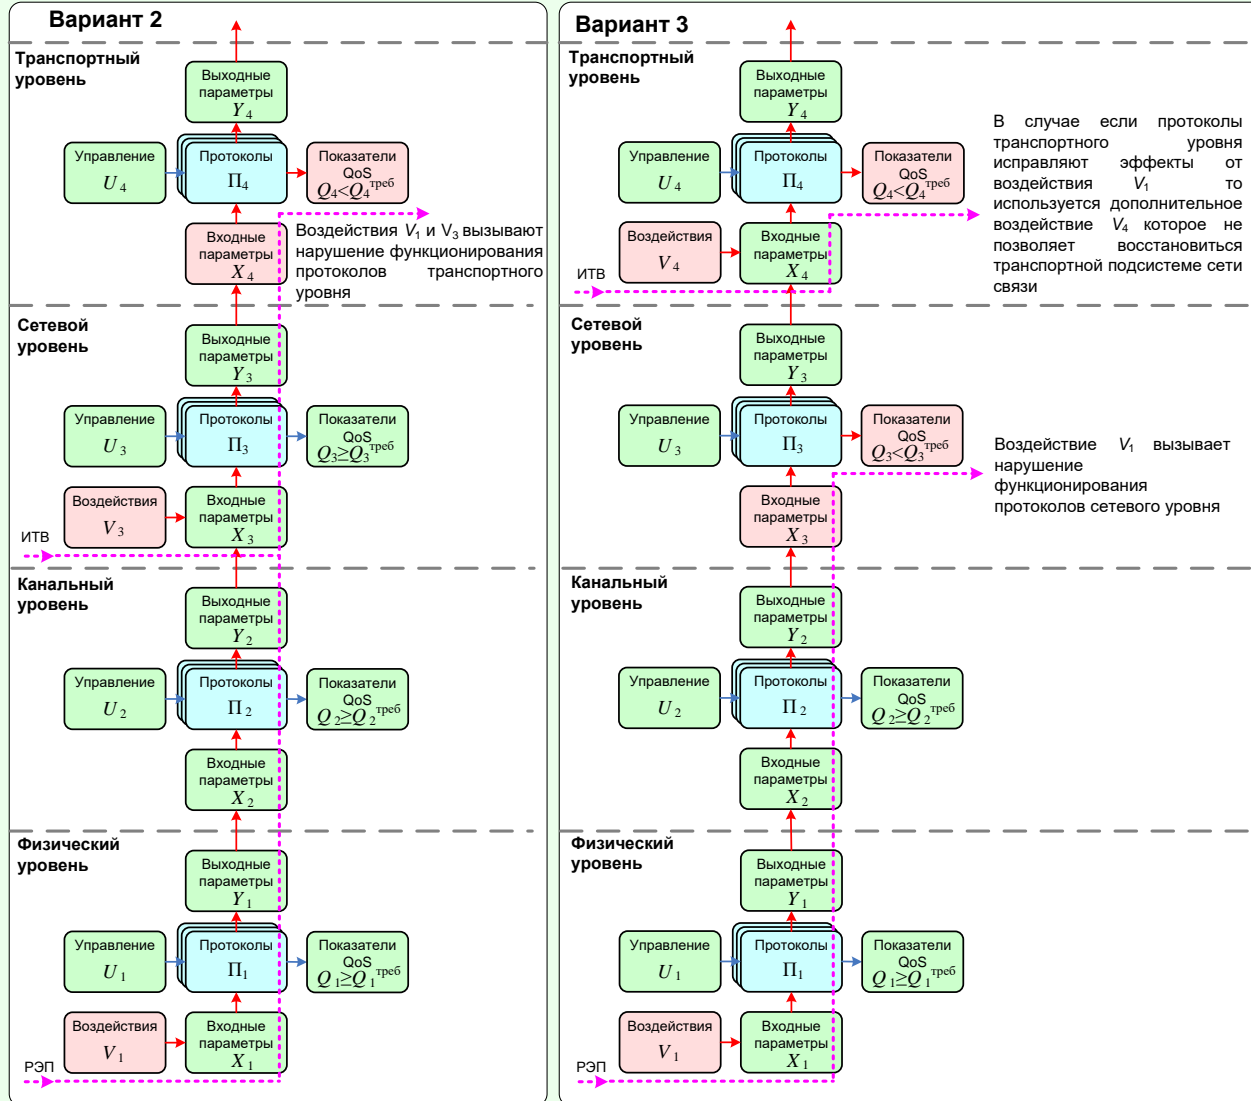 Вариант 2
Транспортный
уровень
Выходные
параметры
Y4
Управление
U4
Протоколы
П4
Показатели
QoS
Q4<Q4треб
Входные
параметры
X4
Воздействия V1 и V3 вызывают
нарушение функционирования
протоколов транспортного
уровня
Сетевой
уровень
Выходные
параметры
Y3
Управление
U3
Протоколы
П3
Показатели
QoS
Q3≥Q3треб
Воздействия
V3
Входные
параметры
X3
ИТВ
Канальный
уровень
Выходные
параметры
Y2
Управление
U2
Протоколы
П2
Показатели
QoS
Q2≥Q2треб
Входные
параметры
X2
Физический
уровень
Выходные
параметры
Y1
Управление
U1
Протоколы
П1
Показатели
QoS
Q1≥Q1треб
Воздействия
V1
Входные
параметры
X1
РЭП
Вариант 3
Транспортный
уровень
Выходные
параметры
Y4
Управление
U4
Протоколы
П4
Показатели
QoS
Q4<Q4треб
Воздействия
V4
Входные
параметры
X4
ИТВ
В случае если протоколы
транспортного уровня
исправляют эффекты от
воздействия V1 то
используется дополнительное
воздействие V4 которое не
позволяет восстановиться
транспортной подсистеме сети
связи
Сетевой
уровень
Выходные
параметры
Y3
Управление
U3
Протоколы
П3
Показатели
QoS
Q3<Q3треб
Входные
параметры
X3
Воздействие V1 вызывает
нарушение
функционирования
протоколов сетевого уровня
Канальный
уровень
Выходные
параметры
Y2
Управление
U2
Протоколы
П2
Показатели
QoS
Q2≥Q2треб
Входные
параметры
X2
Физический
уровень
Выходные
параметры
Y1
Управление
U1
Протоколы
П1
Показатели
QoS
Q1≥Q1треб
Воздействия
V1
Входные
параметры
X1
РЭП